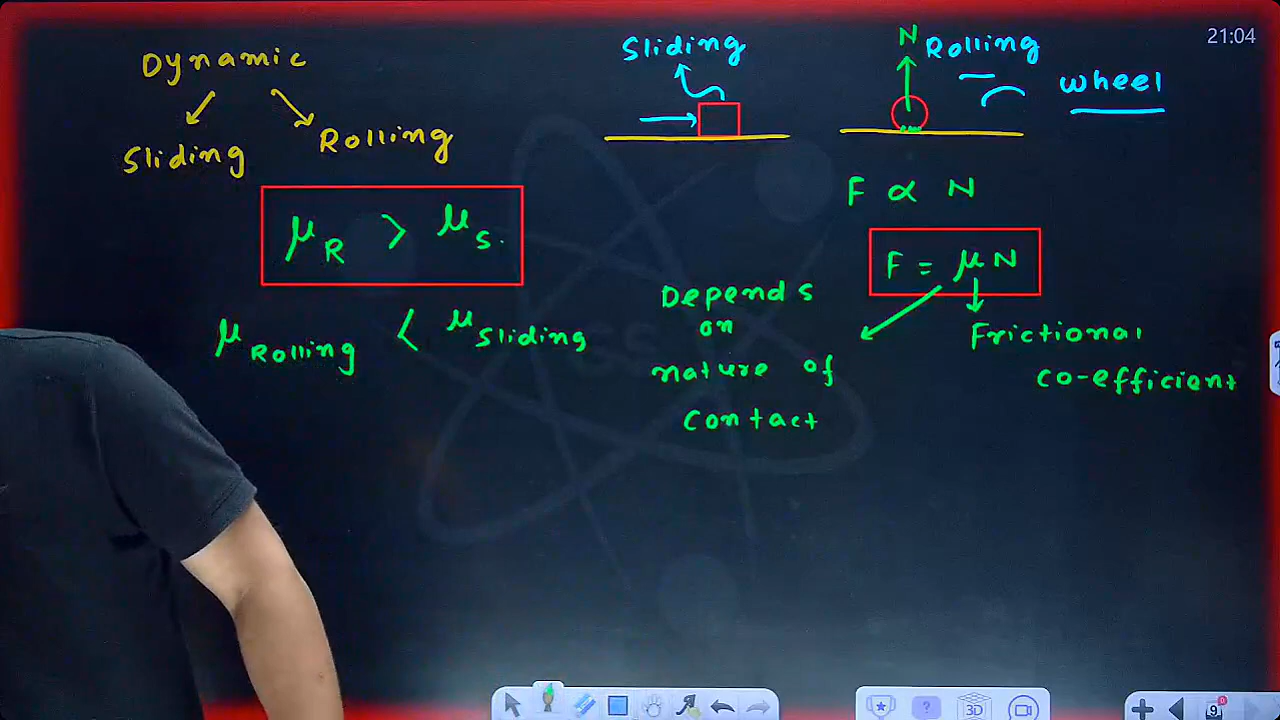 Dynamic
Sliding
Rolling
μR > μS.
μRolling < μSliding
Sliding
N
Rolling
wheel
21:04
F ∝ N
F = μN
Depends
on
nature of
contact
Frictional
co-efficient
3D